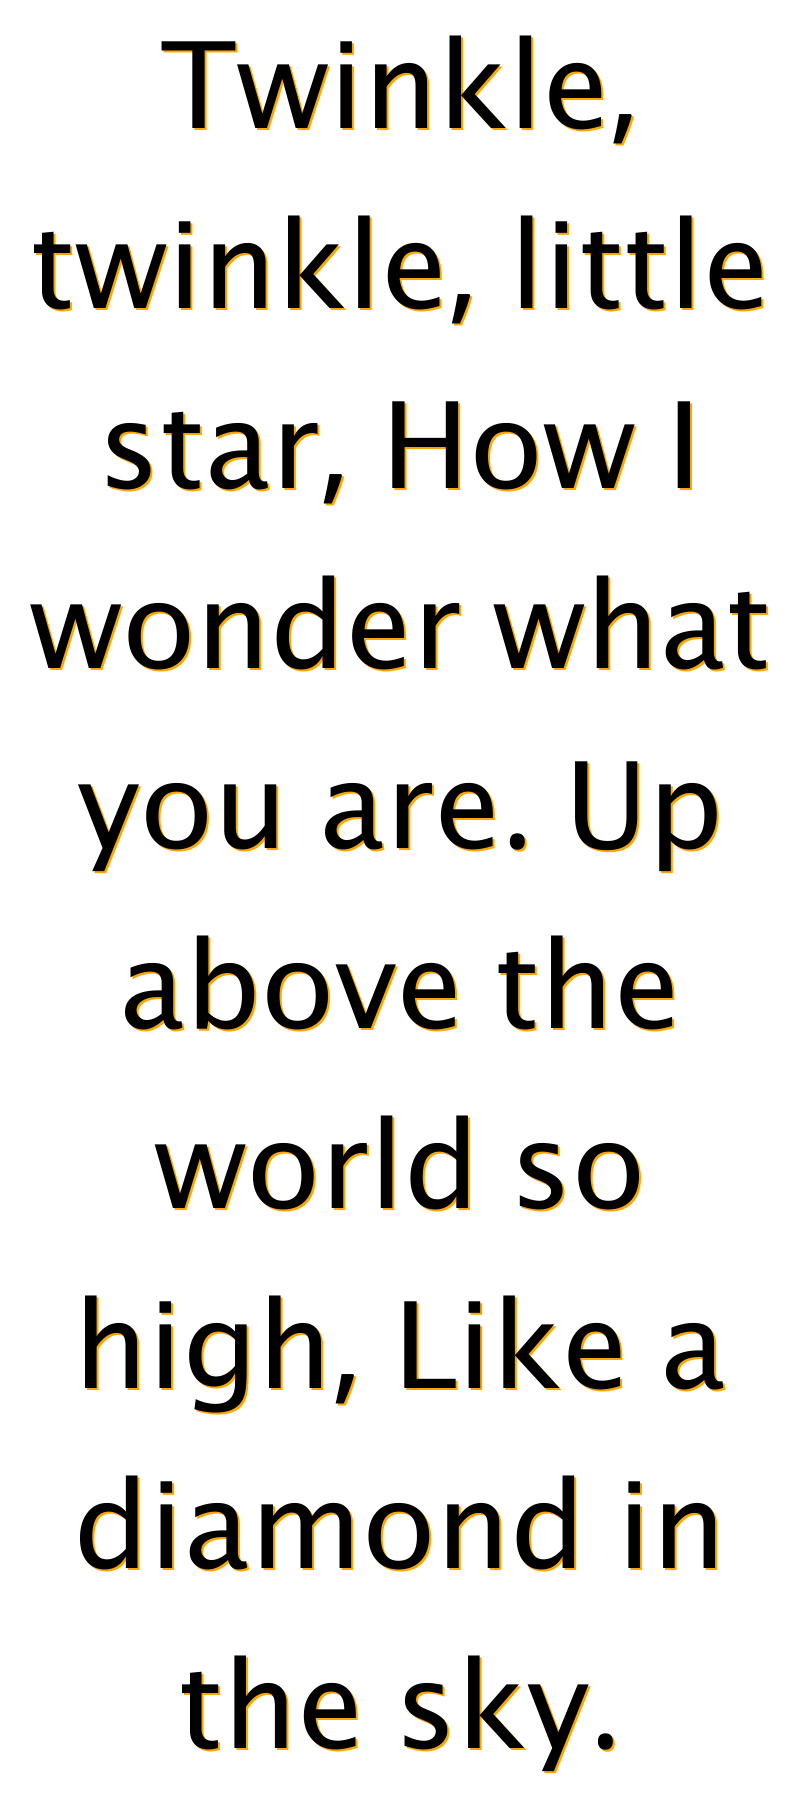 Twinkle,
twinkle, little
star, How I
wonder what
you are. Up
above the
world so
high, Like a
diamond in
the sky.